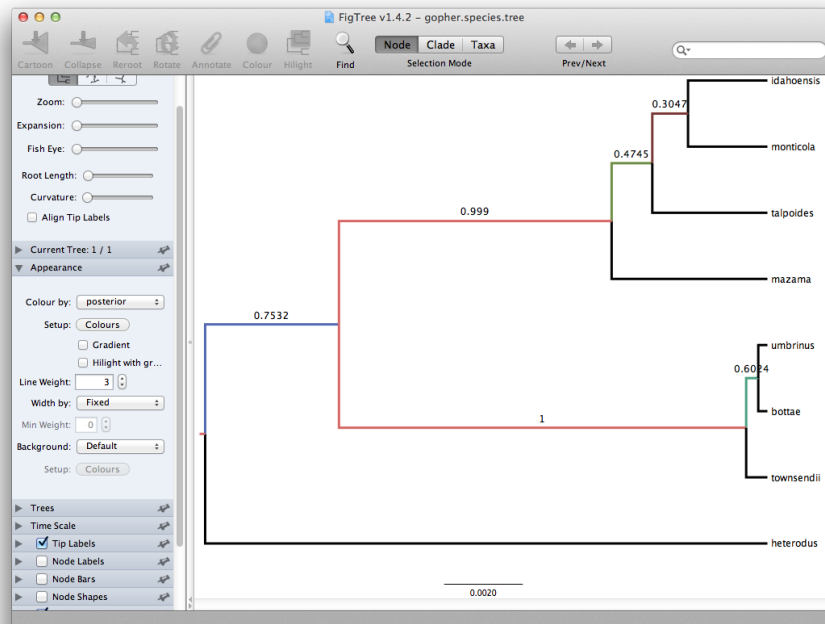 FigTree v1.4.2 – gopher.species.tree
Cartoon Collapse Reroot Rotate Annotate Colour Hilight Find
Node Clade Taxa
Selection Mode
Prev/Next
Zoom:
Expansion:
Fish Eye:
Root Length:
Curvature:
Align Tip Labels
Current Tree: 1 / 1
Appearance
Colour by: posterior
Setup: Colours
Gradient
Hilight with gr...
Line Weight: 3
Width by: Fixed
Min Weight: 0
Background: Default
Setup: Colours
Trees
Time Scale
Tip Labels
Node Labels
Node Bars
Node Shapes
idahoensis
0.3047
monticola
0.4745
talpoides
0.999
mazama
0.7532
umbrinus
0.6024
bottae
1
townsendii
heterodus
0.0020